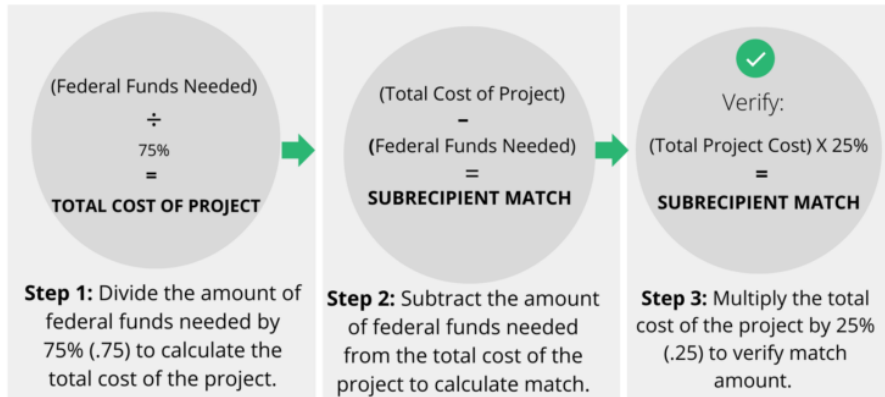 (Federal Funds Needed)
÷
75%
=
TOTAL COST OF PROJECT
Step 1: Divide the amount of
federal funds needed by
75% (.75) to calculate the
total cost of the project.
(Total Cost of Project)
–
(Federal Funds Needed)
=
SUBRECIPIENT MATCH
Step 2: Subtract the amount
of federal funds needed
from the total cost of the
project to calculate match.
Verify:
(Total Project Cost) X 25%
=
SUBRECIPIENT MATCH
Step 3: Multiply the total
cost of the project by 25%
(.25) to verify match
amount.